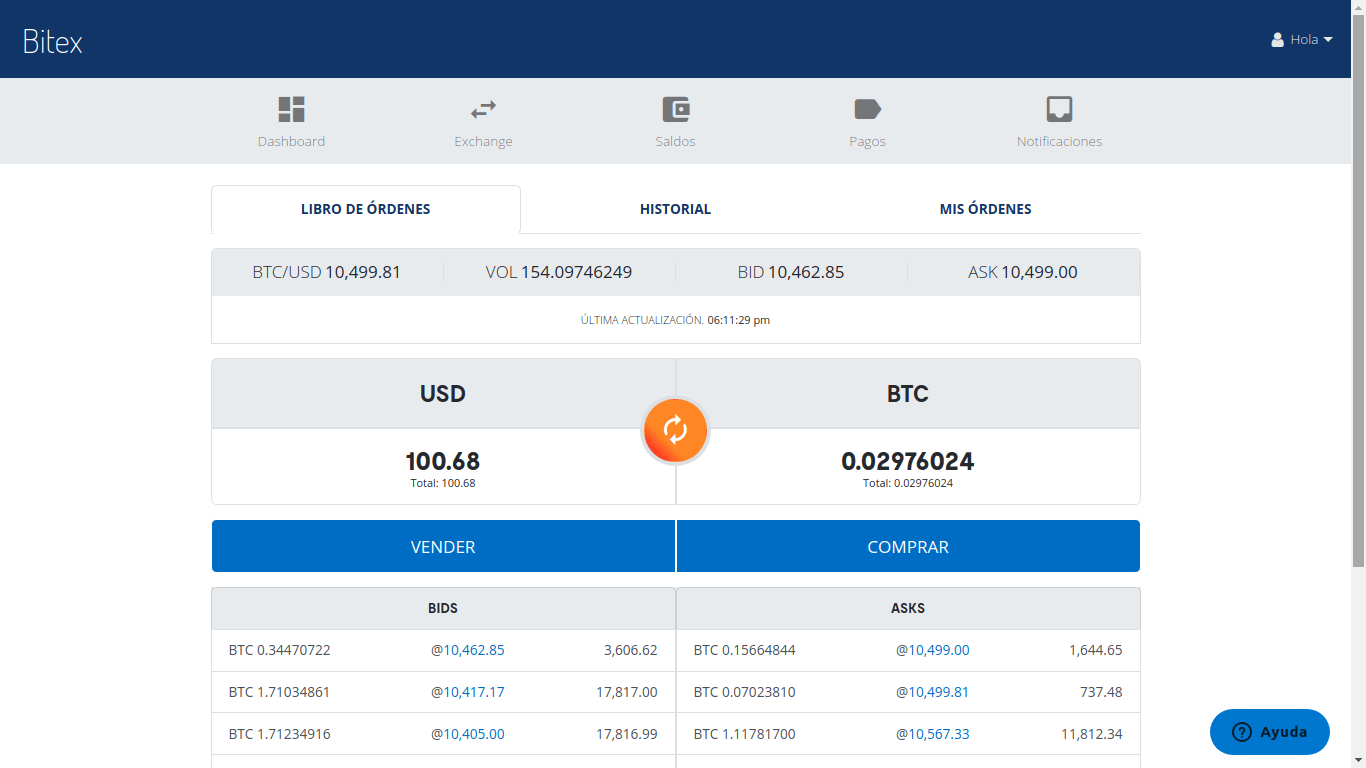 Bitex
Hola
Dashboard Exchange Saldos Pagos Notificaciones
LIBRO DE ÓRDENES HISTORIAL MIS ÓRDENES
BTC/USD 10,499.81 VOL 154.09746249 BID 10,462.85 ASK 10,499.00
ÚLTIMA ACTUALIZACIÓN. 06:11:29 pm
USD BTC
100.68 0.02976024
Total: 100.68 Total: 0.02976024
VENDER COMPRAR
BIDS ASKS
BTC 0.34470722 @10,462.85 3,606.62 BTC 0.15664844 @10,499.00 1,644.65
BTC 1.71034861 @10,417.17 17,817.00 BTC 0.07023810 @10,499.81 737.48
BTC 1.71234916 @10,405.00 17,816.99 BTC 1.11781700 @10,567.33 11,812.34
Ayuda